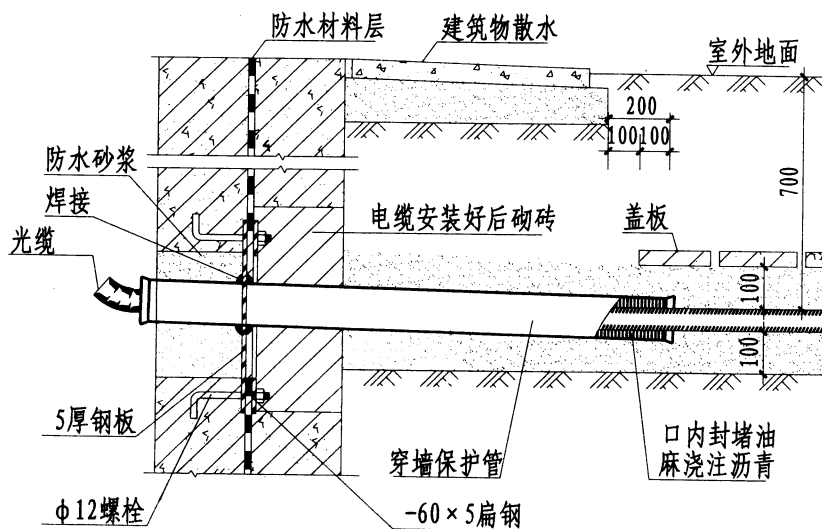 防水材料层
建筑物散水
室外地面
200
100
100
700
防水砂浆
焊接
光缆
电缆安装好后砌砖
盖板
100
100
5厚钢板
穿墙保护管
口内封堵油
麻浇注沥青
ф12螺栓
-60×5扁钢